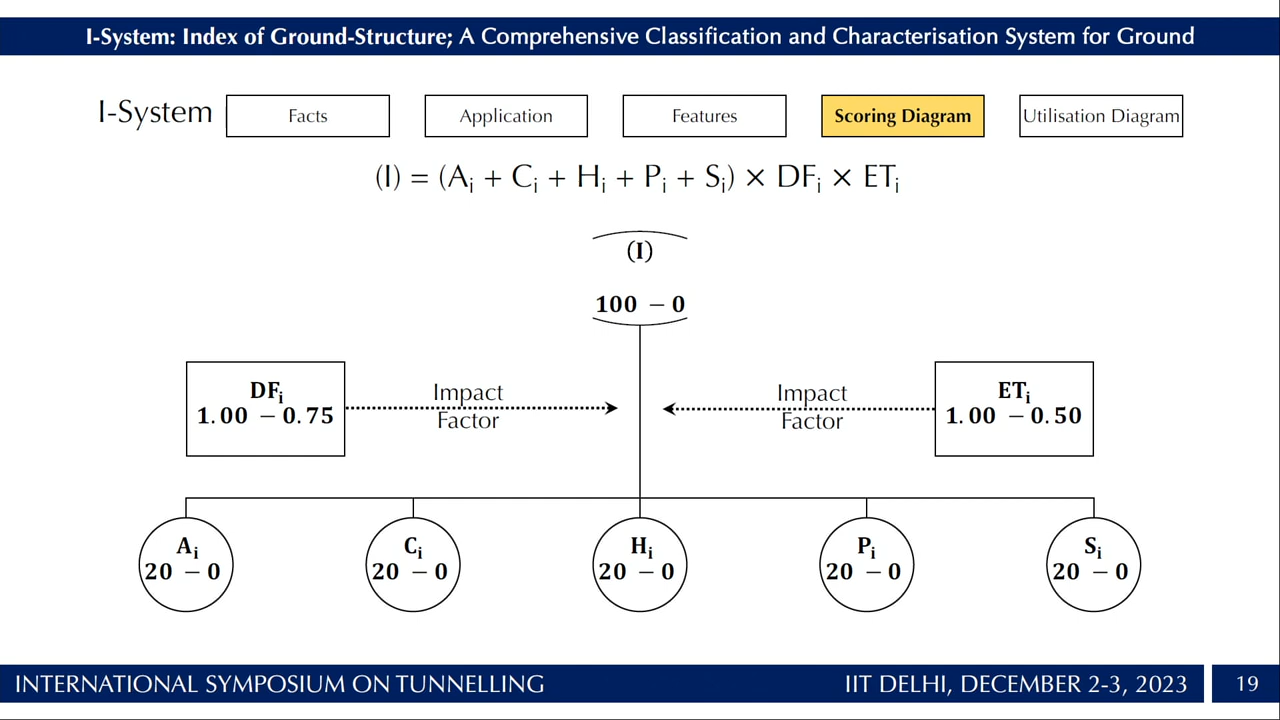 I-System: Index of Ground-Structure; A Comprehensive Classification and Characterisation System for Ground
I-System
Facts
Application
Features
Scoring Diagram
Utilisation Diagram
(I) = (Aᵢ + Cᵢ + Hᵢ + Pᵢ + Sᵢ) × DFᵢ × ETᵢ
(I)
100 – 0
DFᵢ
1.00 – 0.75
Impact
Factor
Impact
Factor
ETᵢ
1.00 – 0.50
Aᵢ
20 – 0
Cᵢ
20 – 0
Hᵢ
20 – 0
Pᵢ
20 – 0
Sᵢ
20 – 0
INTERNATIONAL SYMPOSIUM ON TUNNELLING
IIT DELHI, DECEMBER 2-3, 2023
19